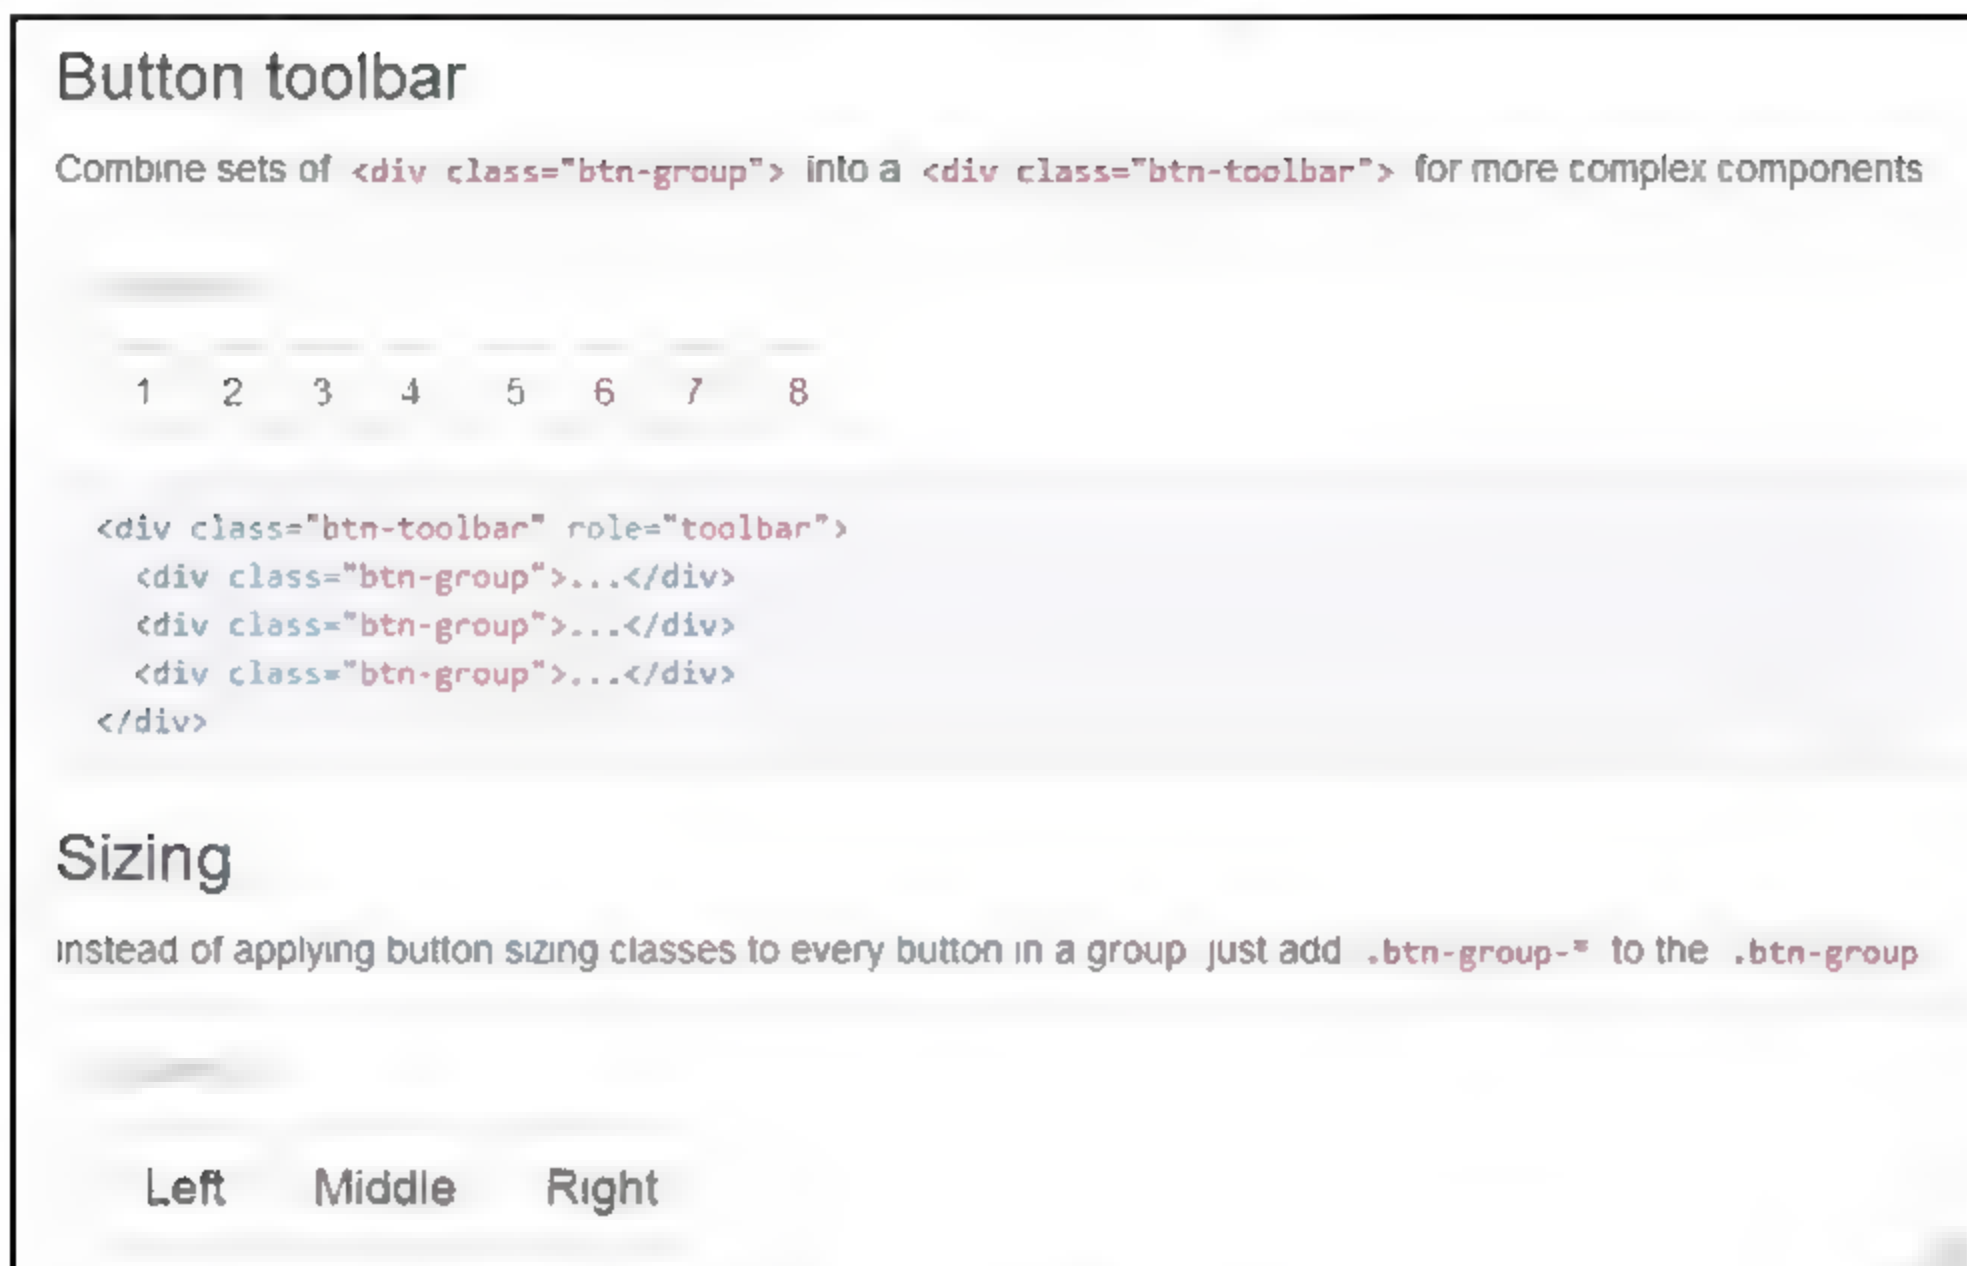 Button toolbar
Combine sets of <div class="btn-group"> into a <div class="btn-toolbar"> for more complex components
1 2 3 4 5 6 7 8
<div class="btn-toolbar" role="toolbar">
  <div class="btn-group">...</div>
  <div class="btn-group">...</div>
  <div class="btn-group">...</div>
</div>
Sizing
Instead of applying button sizing classes to every button in a group just add .btn-group-* to the .btn-group
Left Middle Right